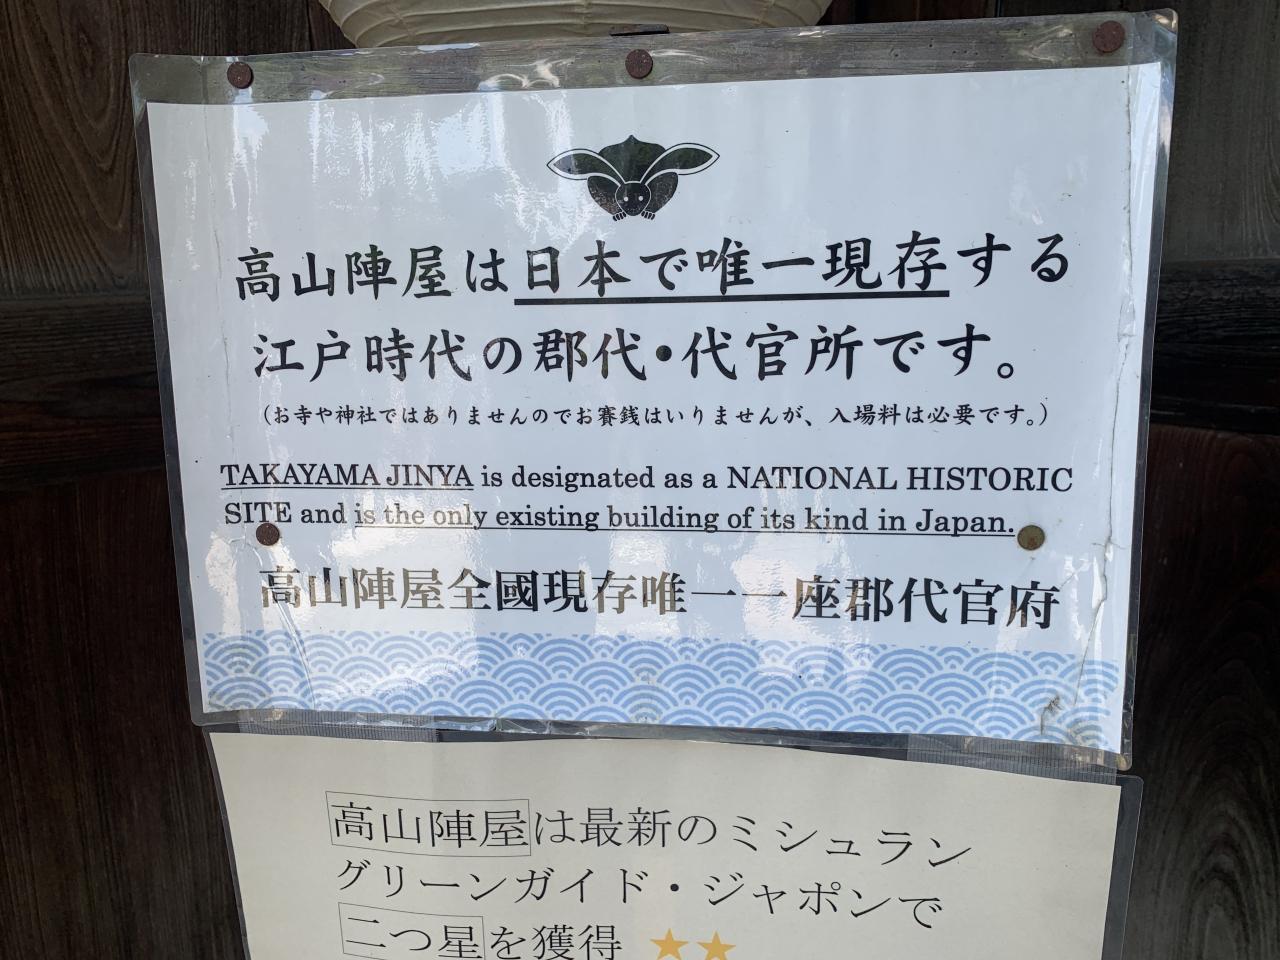 高山陣屋は日本で唯一現存する
江戸時代の郡代・代官所です。
（お寺や神社ではありませんのでお賽銭はいりませんが、入場料は必要です。）
TAKAYAMA JINYA is designated as a NATIONAL HISTORIC
SITE and is the only existing building of its kind in Japan.
高山陣屋全國現存唯一一座郡代官府
高山陣屋は最新のミシュラン
グリーンガイド・ジャポンで
二つ星を獲得 ★★